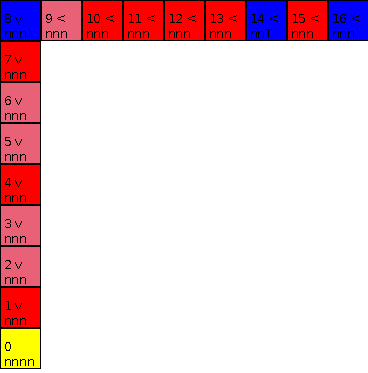 8 v 9 < 10 < 11 < 12 < 13 < 14 < 15 < 16 <
nnn nnn nnn nnn nnn nnn nnT nnn nnn
7 v
nnn
6 v
nnn
5 v
nnn
4 v
nnn
3 v
nnn
2 v
nnn
1 v
nnn
0
nnnn